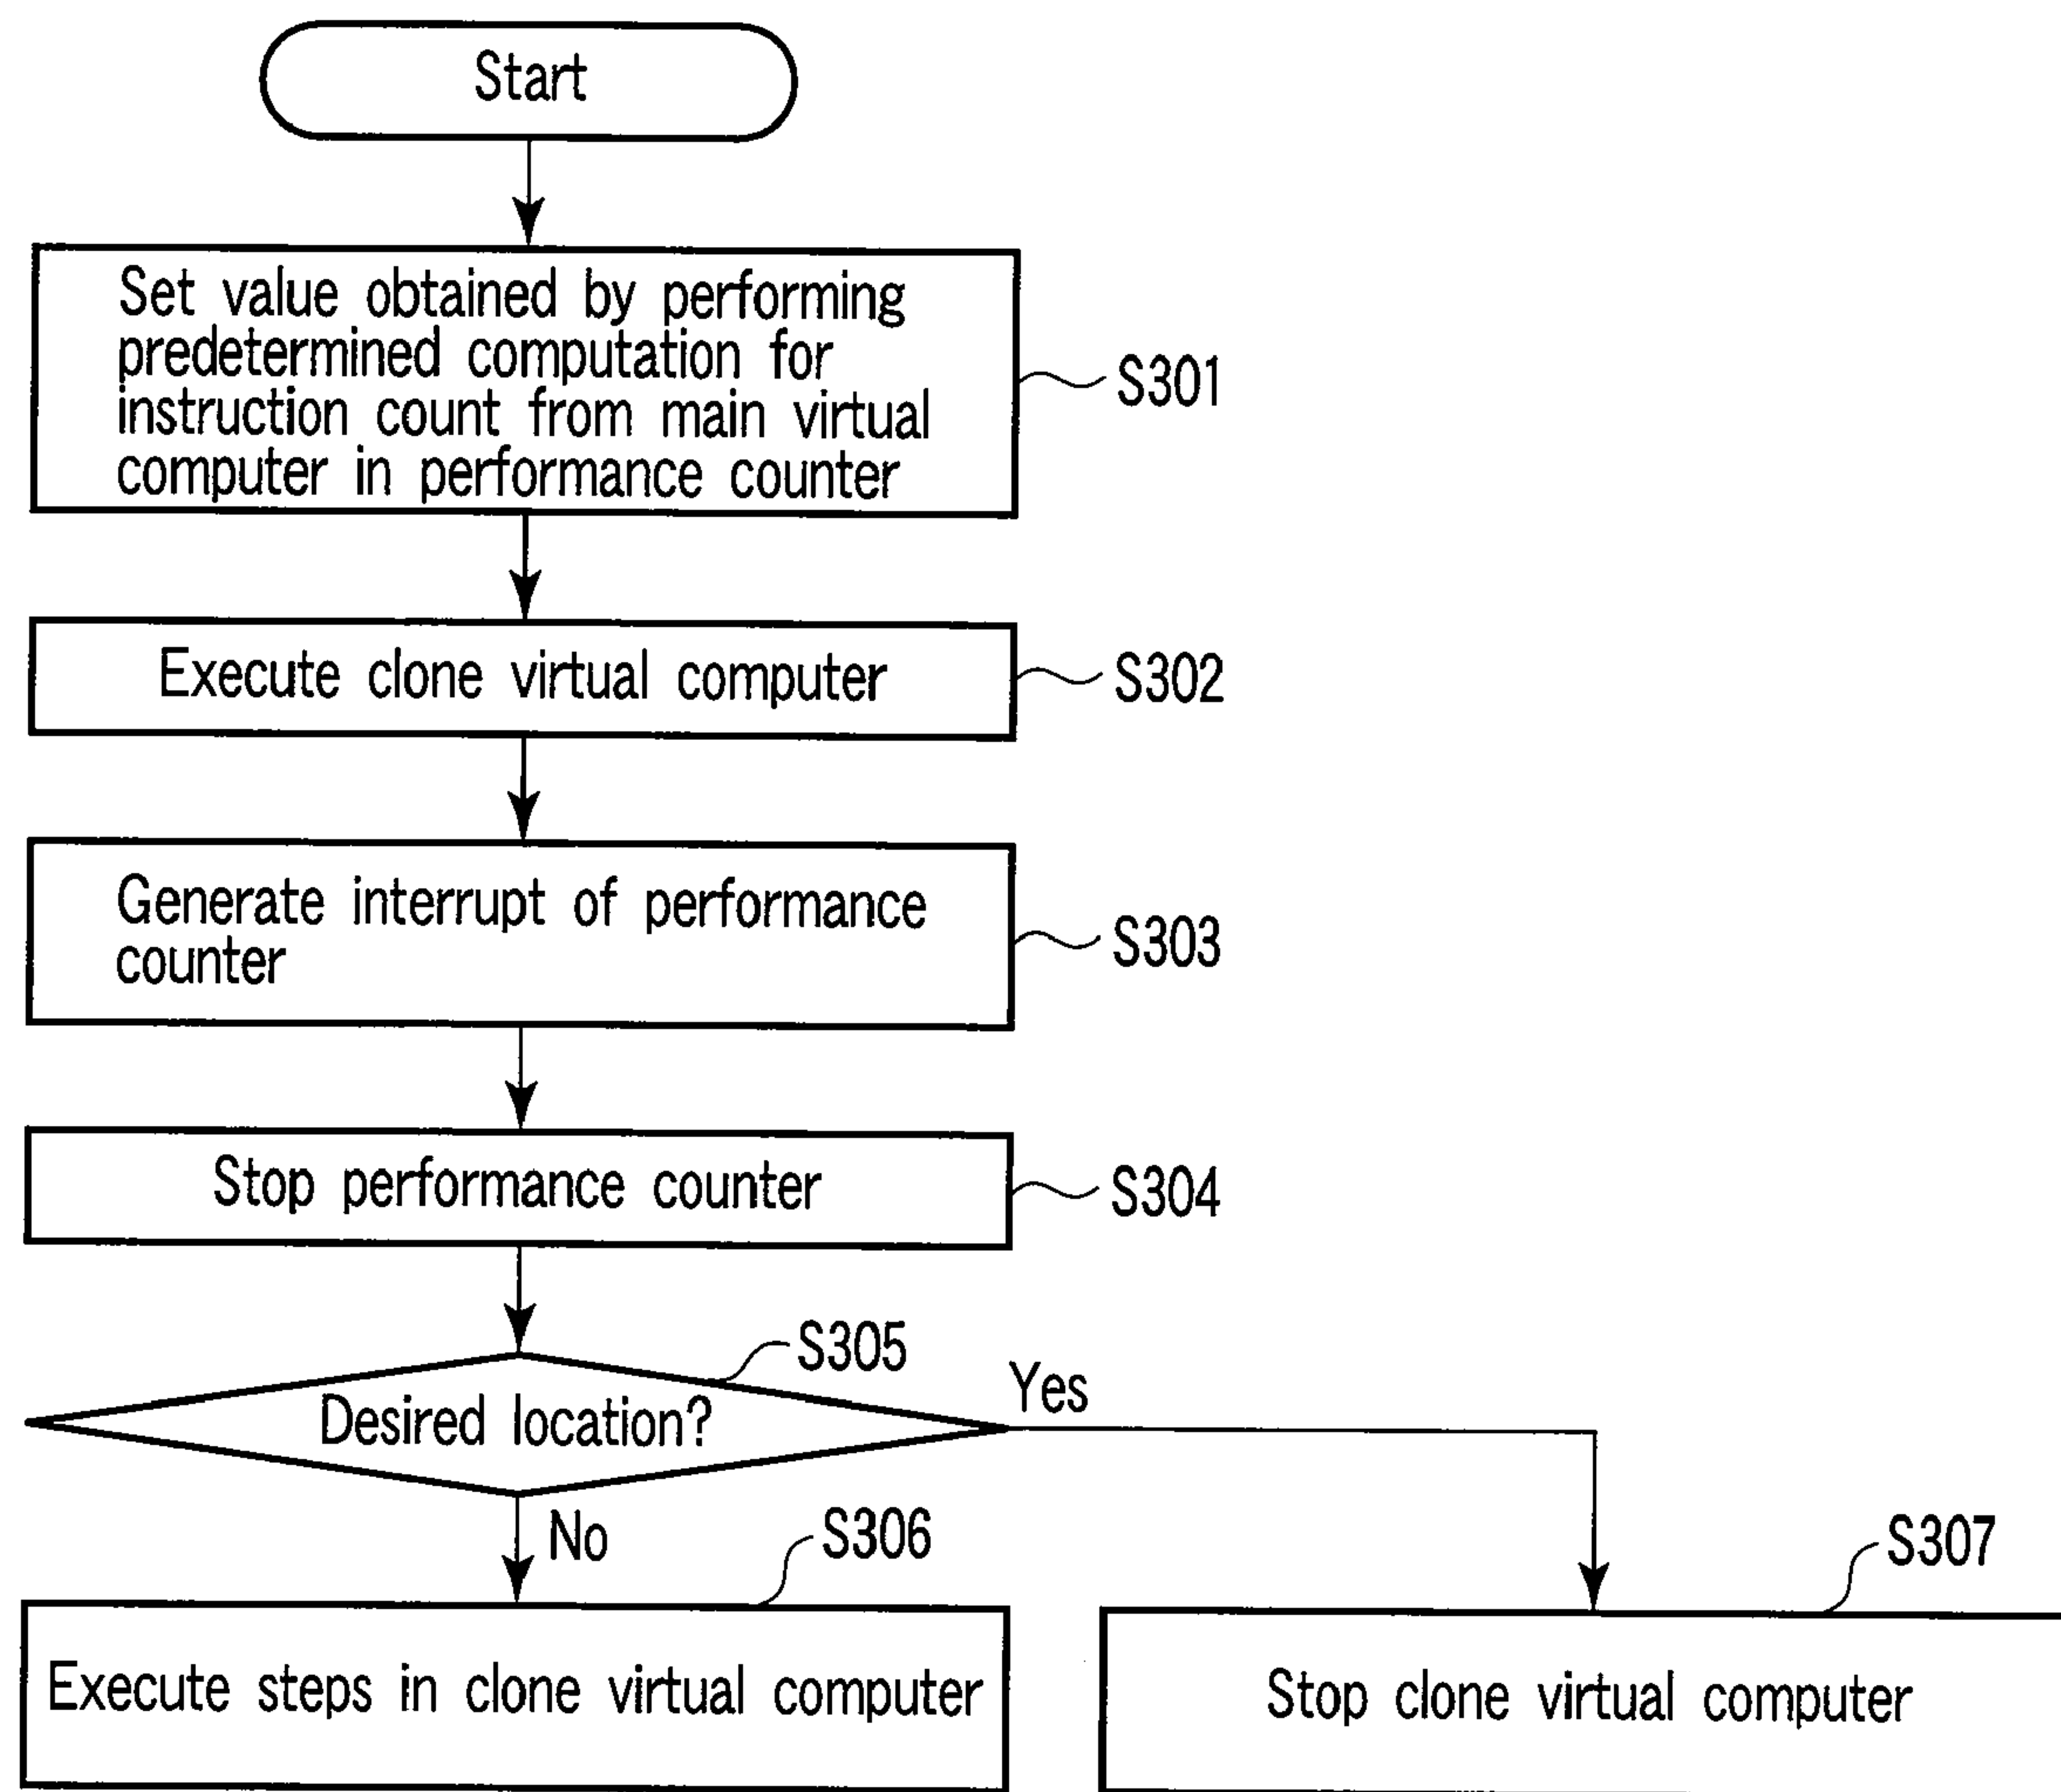 Start
Set value obtained by performing
predetermined computation for
instruction count from main virtual
computer in performance counter
S301
Execute clone virtual computer
S302
Generate interrupt of performance
counter
S303
Stop performance counter
S304
S305
Desired location?
Yes
No
S306
S307
Execute steps in clone virtual computer
Stop clone virtual computer